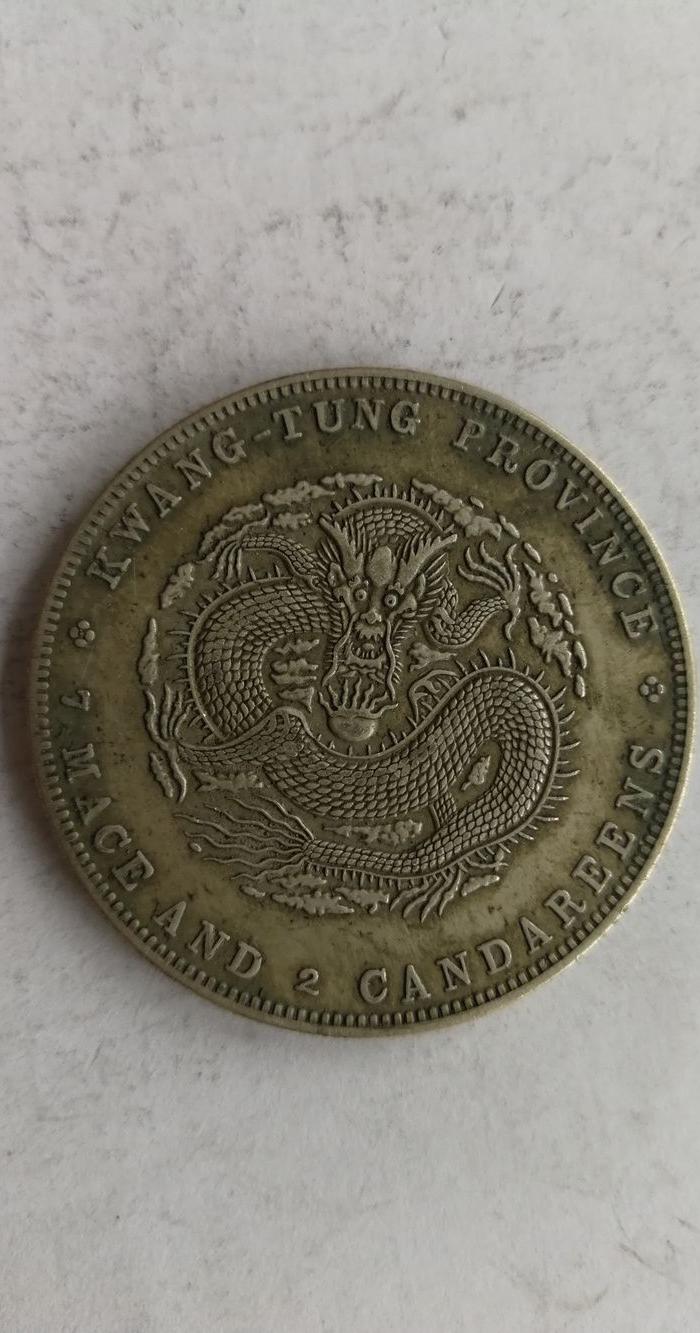 KWANG-TUNG PROVINCE
7 MACE AND 2 CANDAREENS